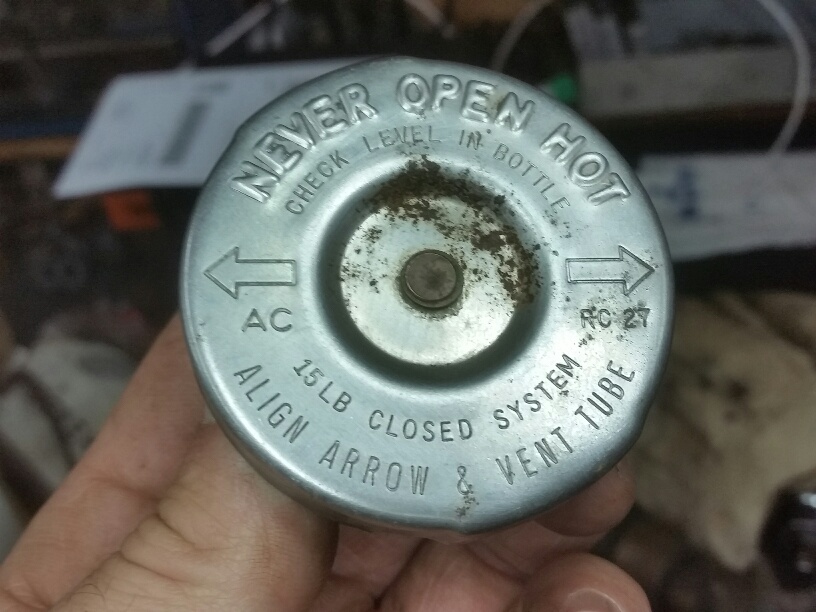 NEVER OPEN HOT
CHECK LEVEL IN BOTTLE
AC
RC 27
15LB CLOSED SYSTEM
ALIGN ARROW & VENT TUBE